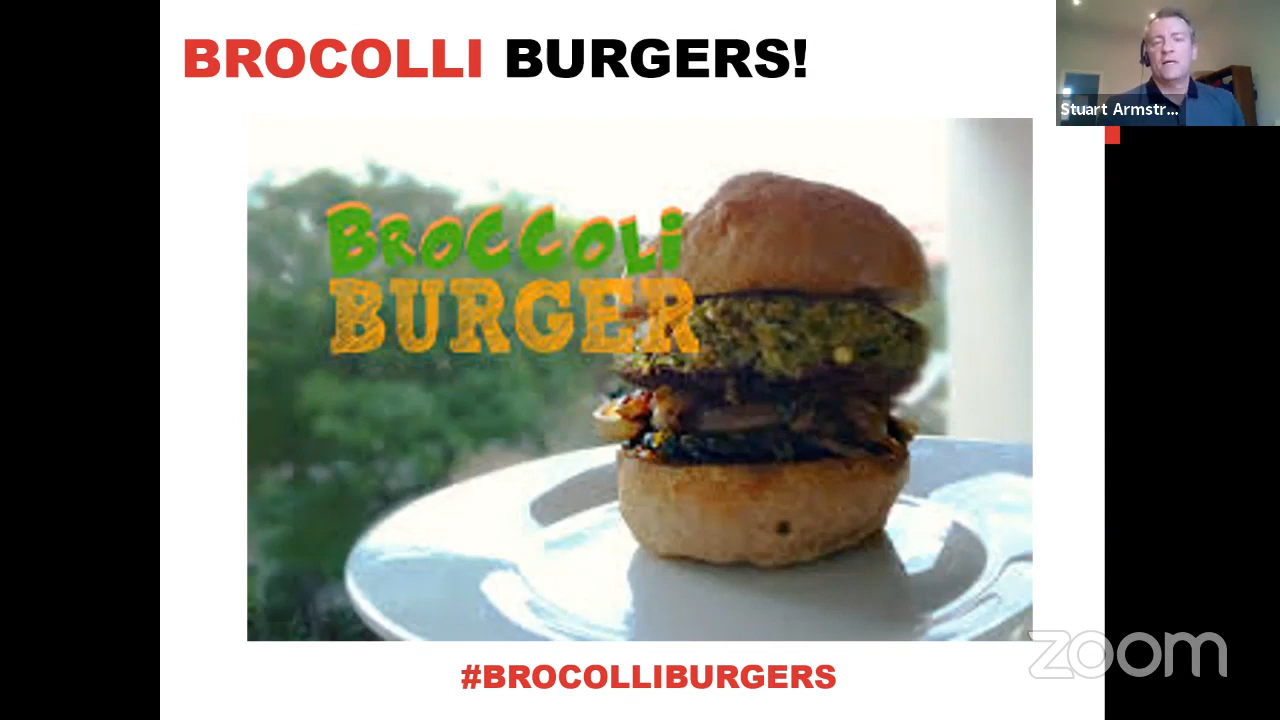 BROCOLLI BURGERS!
Stuart Armstr...
BROCCOLi
BURGER
#BROCOLLIBURGERS
zoom